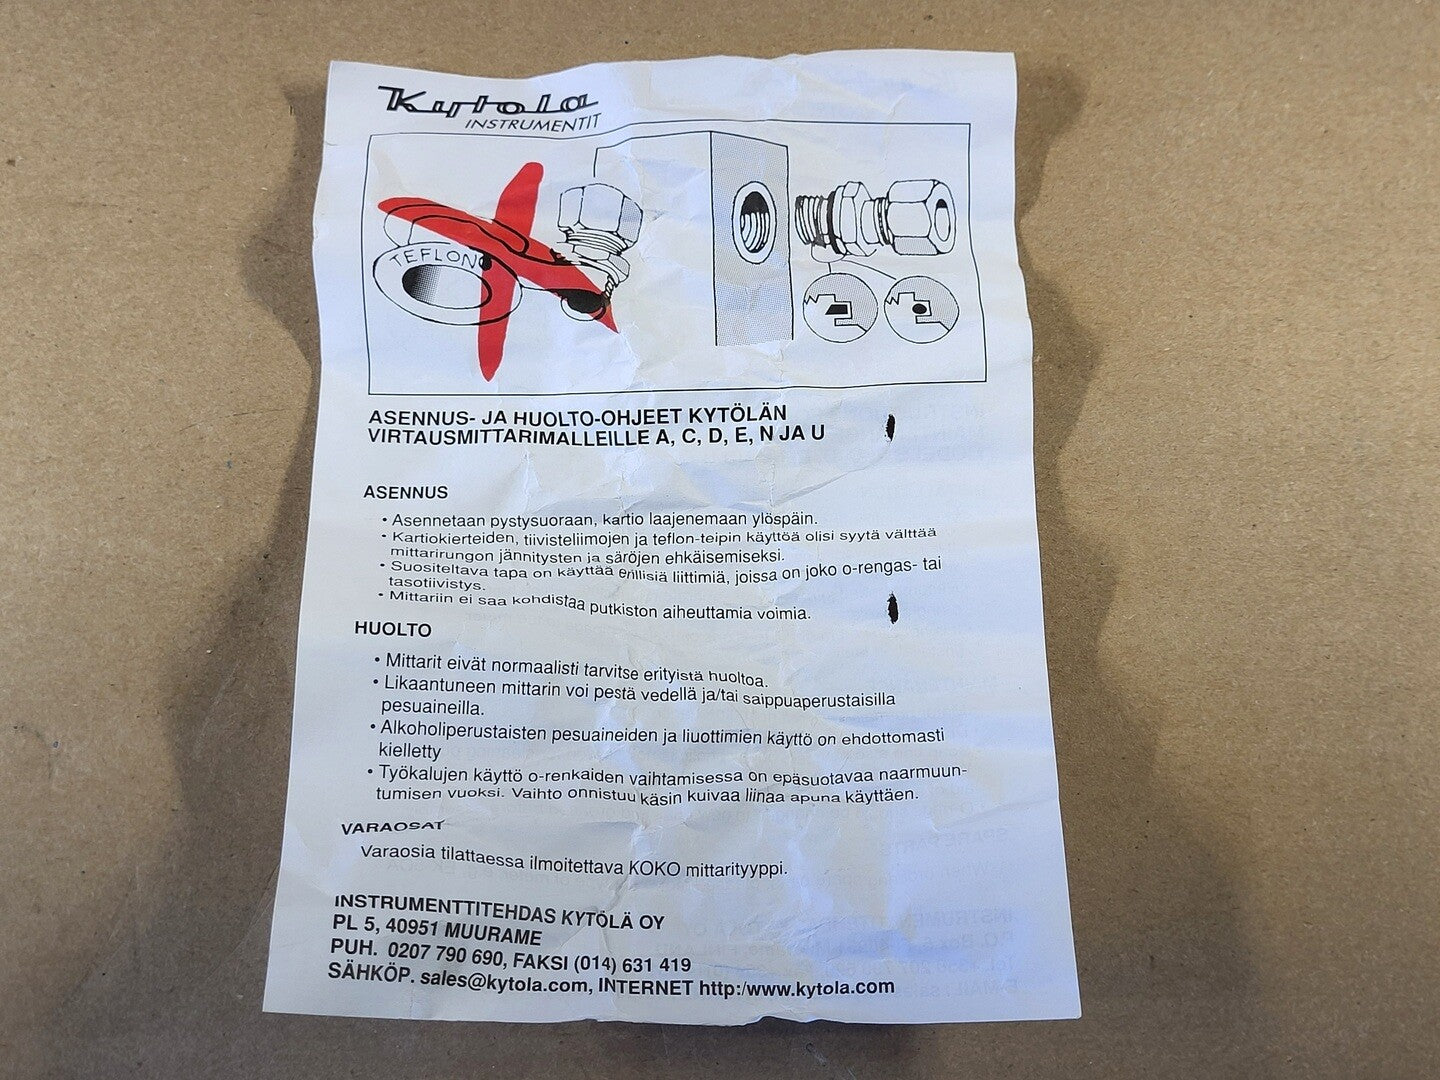 Kytola
INSTRUMENTIT
TEFLON
ASENNUS- JA HUOLTO-OHJEET KYTÖLÄN
VIRTAUSMITTARIMALLEILLE A, C, D, E, N JA U
ASENNUS
• Asennetaan pystysuoraan, kartio laajenemaan ylöspäin.
• Kartiokierteiden, tiivisteliimojen ja teflon-teipin käyttöä olisi syytä välttää
mittarirungon jännitysten ja säröjen ehkäisemiseksi.
• Suositeltava tapa on käyttää erillisiä liittimiä, joissa on joko o-rengas- tai
tasotiivistys.
• Mittariin ei saa kohdistaa putkiston aiheuttamia voimia.
HUOLTO
• Mittarit eivät normaalisti tarvitse erityistä huoltoa.
• Likaantuneen mittarin voi pestä vedellä ja/tai saippuaperustaisilla
pesuaineilla.
• Alkoholiperustaisten pesuaineiden ja liuottimien käyttö on ehdottomasti
kielletty
• Työkalujen käyttö o-renkaiden vaihtamisessa on epäsuotavaa naarmuun-
tumisen vuoksi. Vaihto onnistuu käsin kuivaa liinaa apuna käyttäen.
VARAOSAT
Varaosia tilattaessa ilmoitettava KOKO mittarityyppi.
INSTRUMENTTITEHDAS KYTÖLÄ OY
PL 5, 40951 MUURAME
PUH. 0207 790 690, FAKSI (014) 631 419
SÄHKÖP. sales@kytola.com, INTERNET http:/www.kytola.com